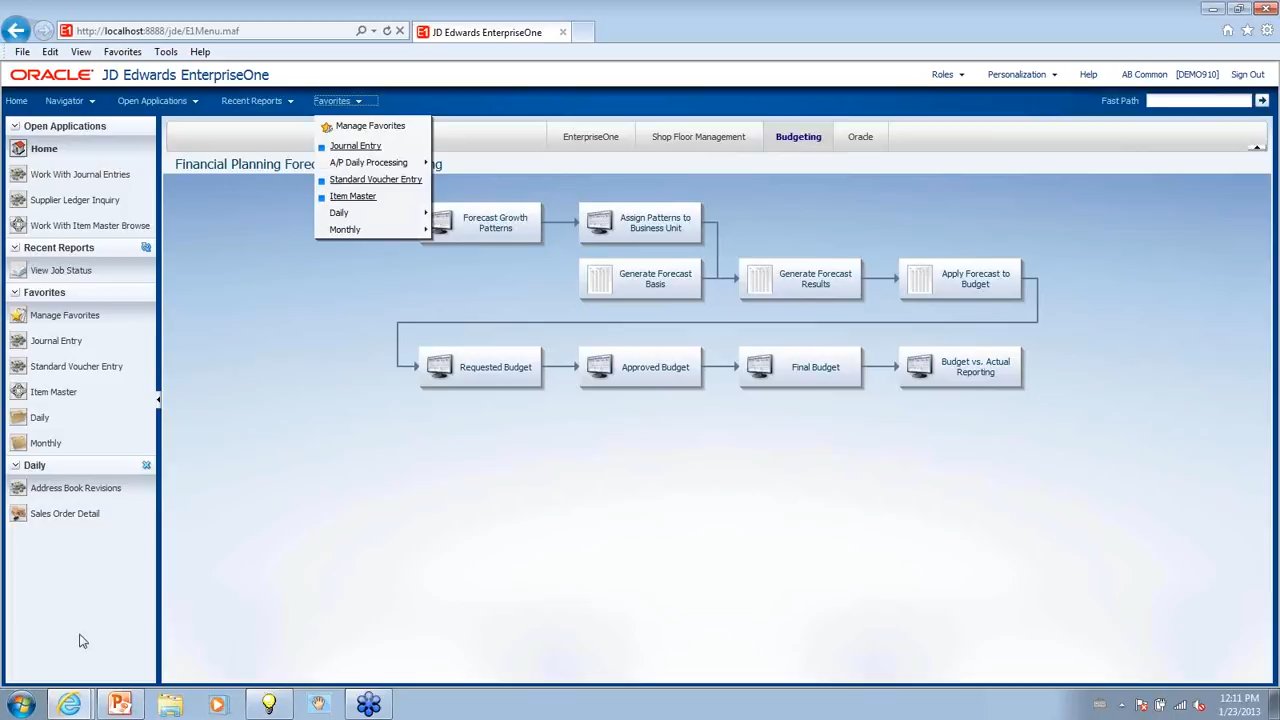 http://localhost:8888/jde/E1Menu.maf
JD Edwards EnterpriseOne
File Edit View Favorites Tools Help
ORACLE JD Edwards EnterpriseOne
Roles Personalization Help AB Common [DEMO910] Sign Out
Home Navigator Open Applications Recent Reports Favorites Fast Path
Open Applications
Home
Work With Journal Entries
Supplier Ledger Inquiry
Work With Item Master Browse
Recent Reports
View Job Status
Favorites
Manage Favorites
Journal Entry
Standard Voucher Entry
Item Master
Daily
Monthly
Daily
Address Book Revisions
Sales Order Detail
Manage Favorites
Journal Entry
A/P Daily Processing
Standard Voucher Entry
Item Master
Daily
Monthly
EnterpriseOne Shop Floor Management Budgeting Oracle
Financial Planning
Forecast Growth
Patterns
Assign Patterns to
Business Unit
Generate Forecast
Basis
Generate Forecast
Results
Apply Forecast to
Budget
Requested Budget
Approved Budget
Final Budget
Budget vs. Actual
Reporting
12:11 PM
1/23/2013